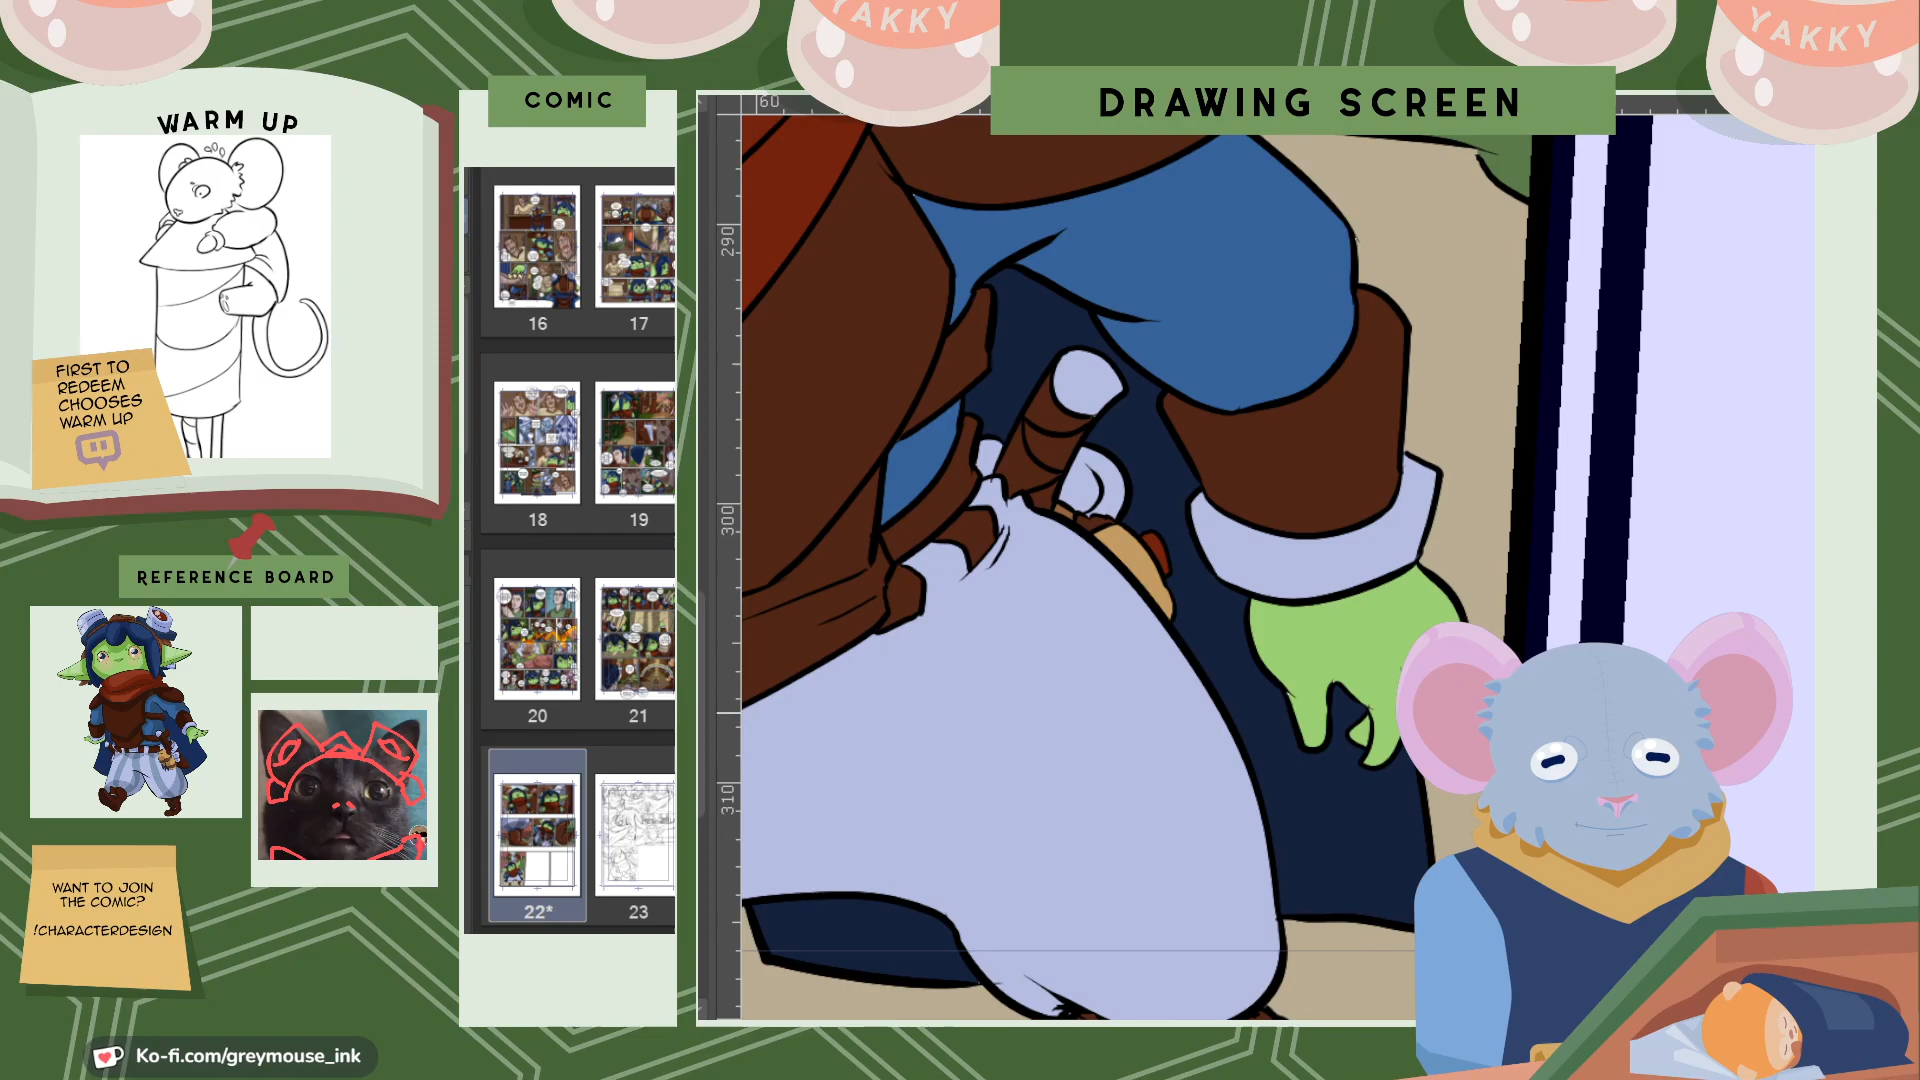 YAKKY
YAKKY
WARM UP
COMIC
DRAWING SCREEN
60
290
300
310
16
17
18
19
20
21
22*
23
FIRST TO
REDEEM
CHOOSES
WARM UP
REFERENCE BOARD
WANT TO JOIN
THE COMIC?
!CHARACTERDESIGN
Ko-fi.com/greymouse_ink